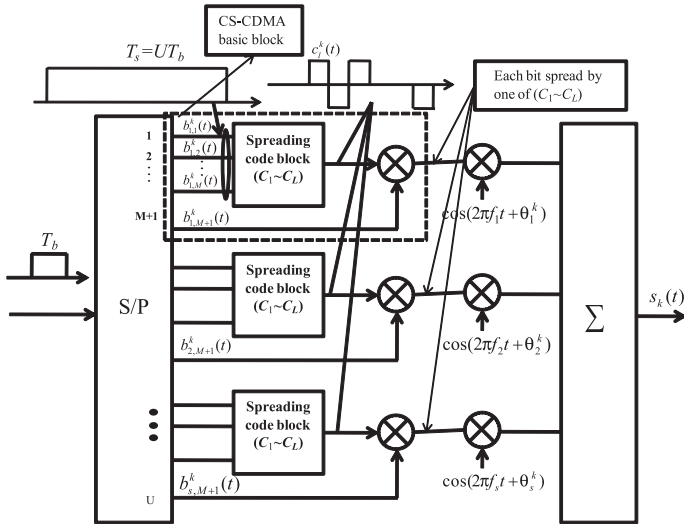 CS-CDMA
basic block
T_s=UT_b
c_l^k(t)
Each bit spread by
one of (C_1~C_L)
1
b_{1,1}^k(t)
2
b_{1,2}^k(t)
⋮
⋮
b_{1,M}^k(t)
M+1
b_{1,M+1}^k(t)
Spreading
code block
(C_1~C_L)
cos(2πf_1t+θ_1^k)
T_b
S/P
Spreading
code block
(C_1~C_L)
b_{2,M+1}^k(t)
cos(2πf_2t+θ_2^k)
Σ
s_k(t)
Spreading
code block
(C_1~C_L)
U
b_{s,M+1}^k(t)
cos(2πf_st+θ_s^k)